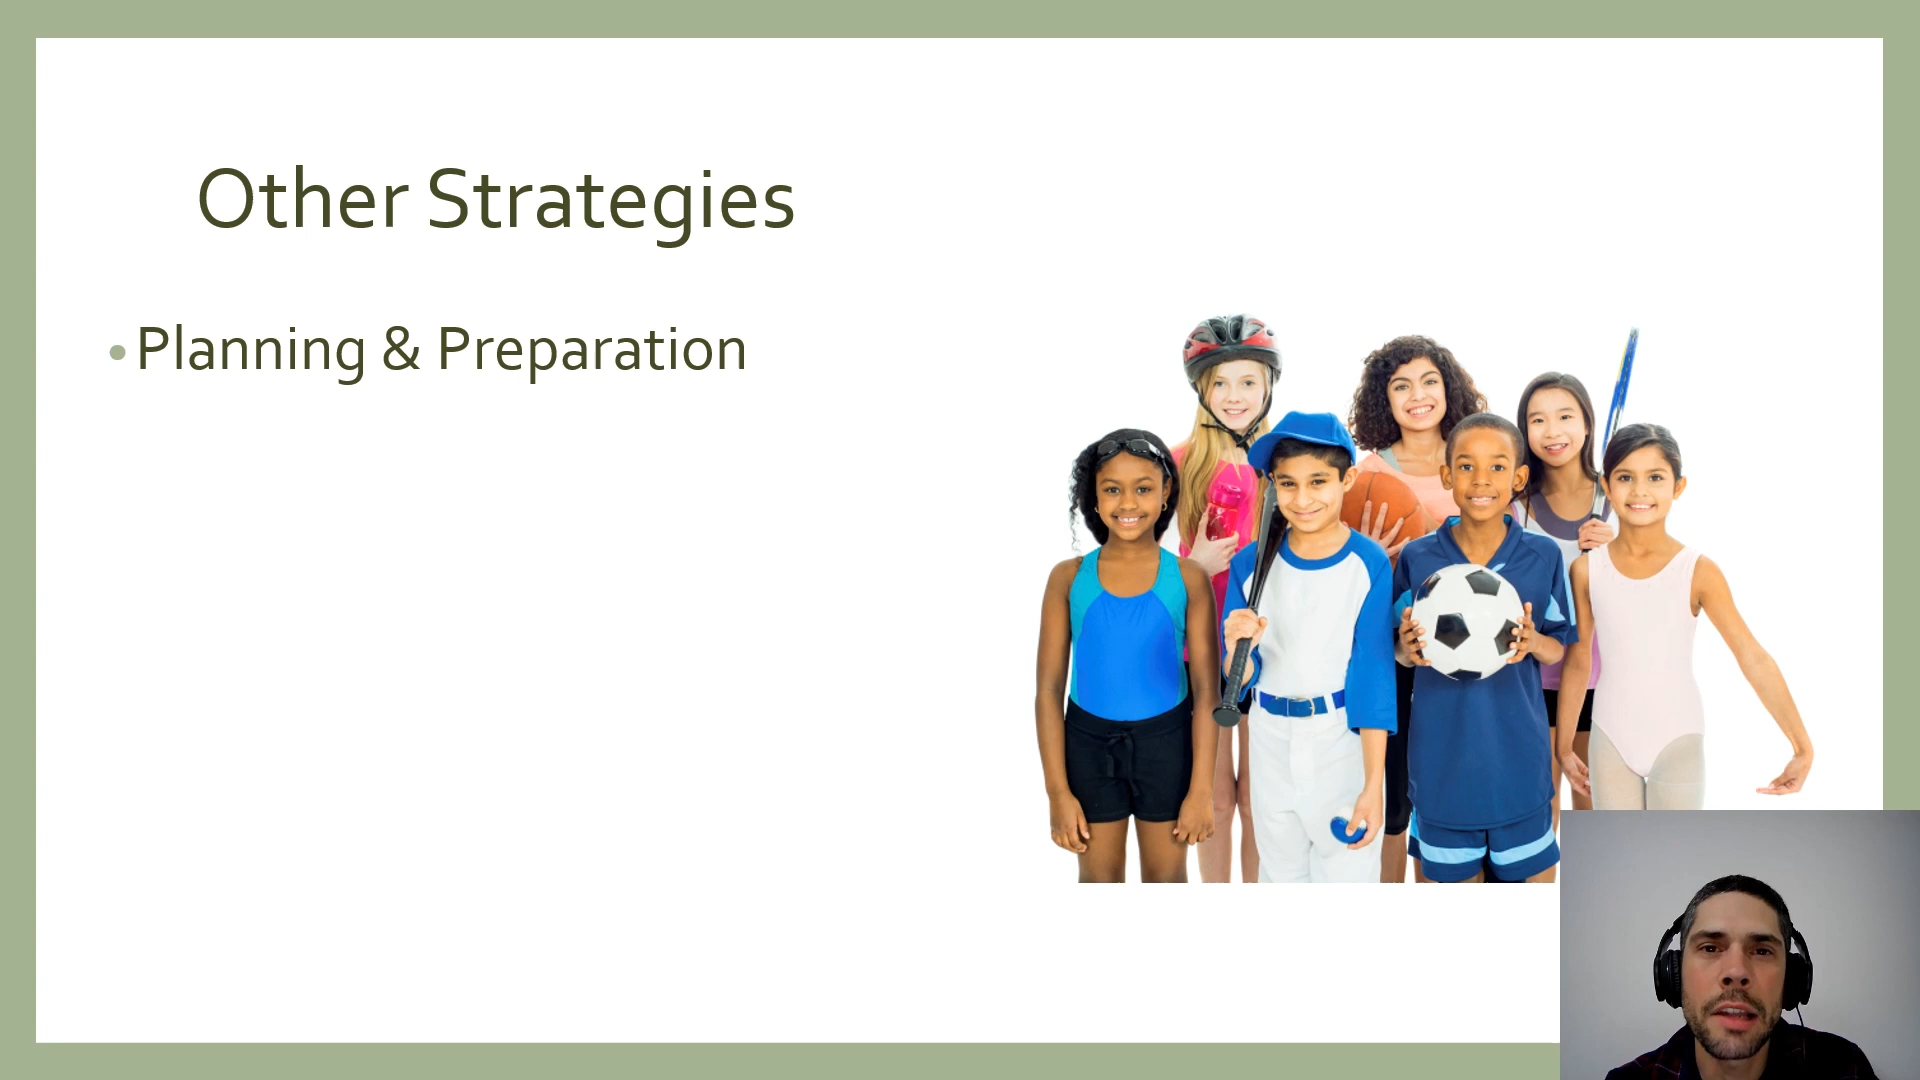 Other Strategies
• Planning & Preparation